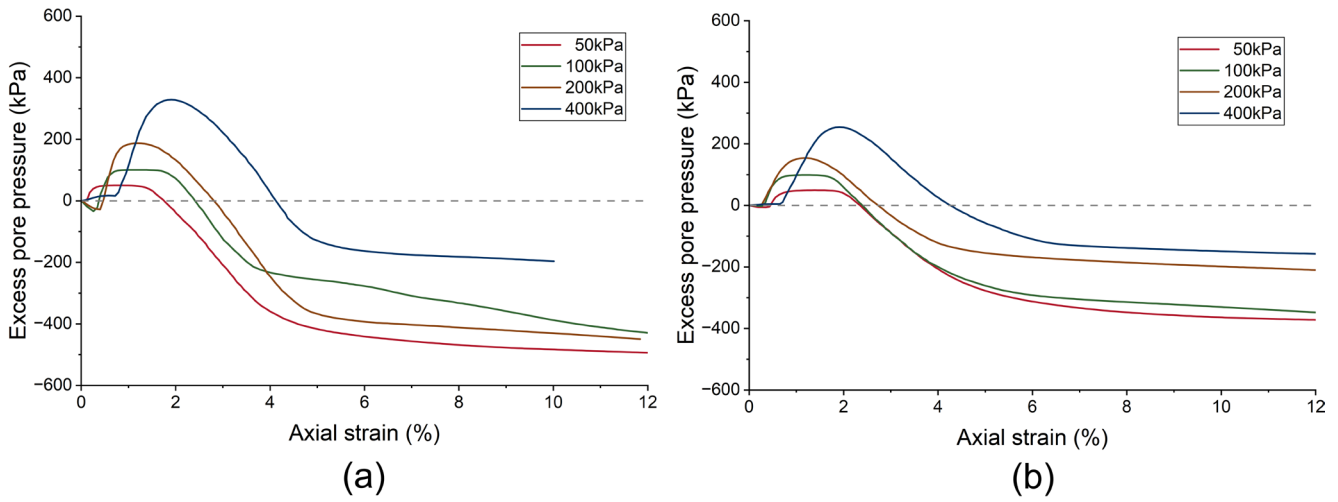 Excess pore pressure (kPa)
600
400
200
0
−200
−400
−600
0
2
4
6
8
10
12
Axial strain (%)
50kPa
100kPa
200kPa
400kPa
(a)
Excess pore pressure (kPa)
600
400
200
0
−200
−400
−600
0
2
4
6
8
10
12
Axial strain (%)
50kPa
100kPa
200kPa
400kPa
(b)